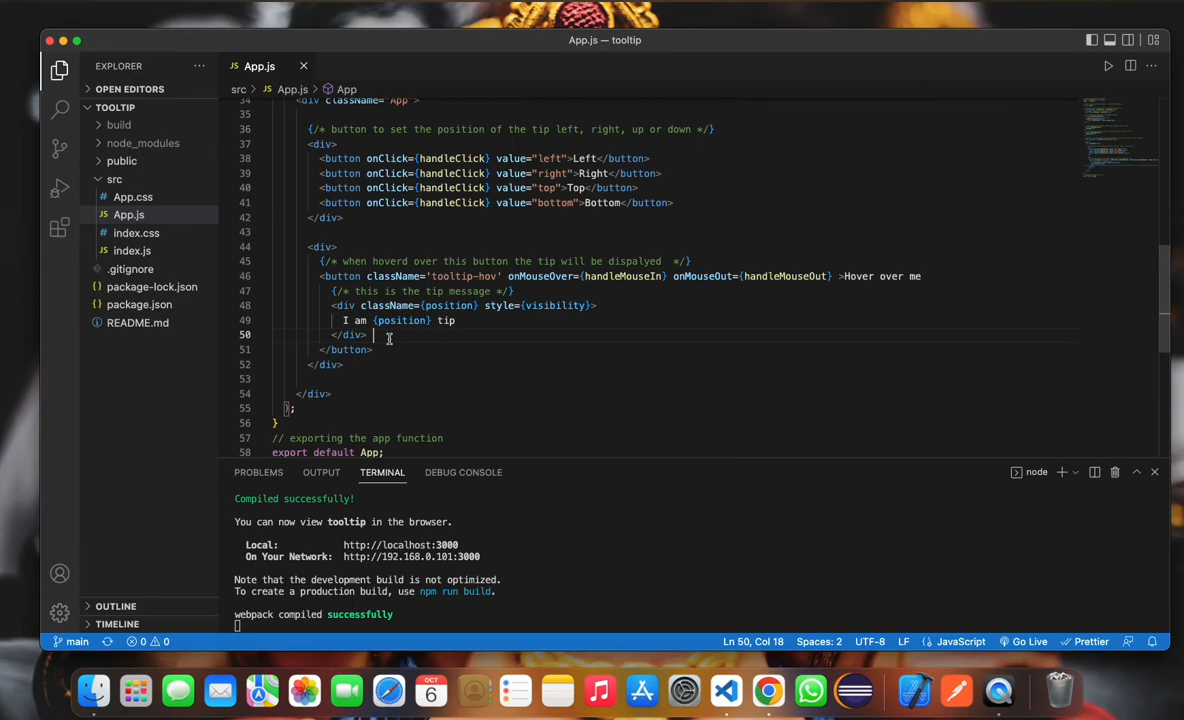 App.js — tooltip
EXPLORER
OPEN EDITORS
TOOLTIP
build
node_modules
public
src
# App.css
JS App.js
# index.css
JS index.js
.gitignore
{} package-lock.json
{} package.json
README.md
OUTLINE
TIMELINE
JS App.js
src > JS App.js > App
34 <div className="App">
35
36 {/* button to set the position of the tip left, right, up or down */}
37 <div>
38 <button onClick={handleClick} value="left">Left</button>
39 <button onClick={handleClick} value="right">Right</button>
40 <button onClick={handleClick} value="top">Top</button>
41 <button onClick={handleClick} value="bottom">Bottom</button>
42 </div>
43
44 <div>
45 {/* when hoverd over this button the tip will be dispalyed */}
46 <button className='tooltip-hov' onMouseOver={handleMouseIn} onMouseOut={handleMouseOut} >Hover over me
47 {/* this is the tip message */}
48 <div className={position} style={visibility}>
49 I am {position} tip
50 </div>
51 </button>
52 </div>
53
54 </div>
55 );
56 }
57 // exporting the app function
58 export default App;
PROBLEMS OUTPUT TERMINAL DEBUG CONSOLE
node
Compiled successfully!
You can now view tooltip in the browser.
Local: http://localhost:3000
On Your Network: http://192.168.0.101:3000
Note that the development build is not optimized.
To create a production build, use npm run build.
webpack compiled successfully
main 0 0 Ln 50, Col 18 Spaces: 2 UTF-8 LF {} JavaScript Go Live Prettier
OCT
6